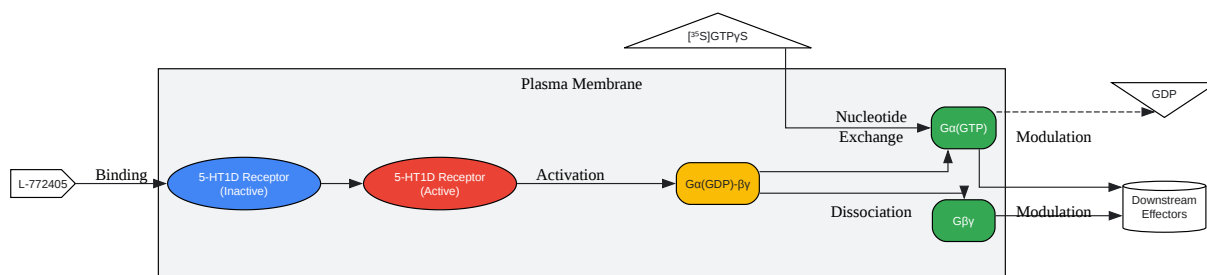 [³⁵S]GTPγS
Plasma Membrane
GDP
Nucleotide
Exchange
Gα(GTP)
Modulation
L-772405
Binding
5-HT1D Receptor
(Inactive)
5-HT1D Receptor
(Active)
Activation
Gα(GDP)-βγ
Dissociation
Gβγ
Modulation
Downstream
Effectors